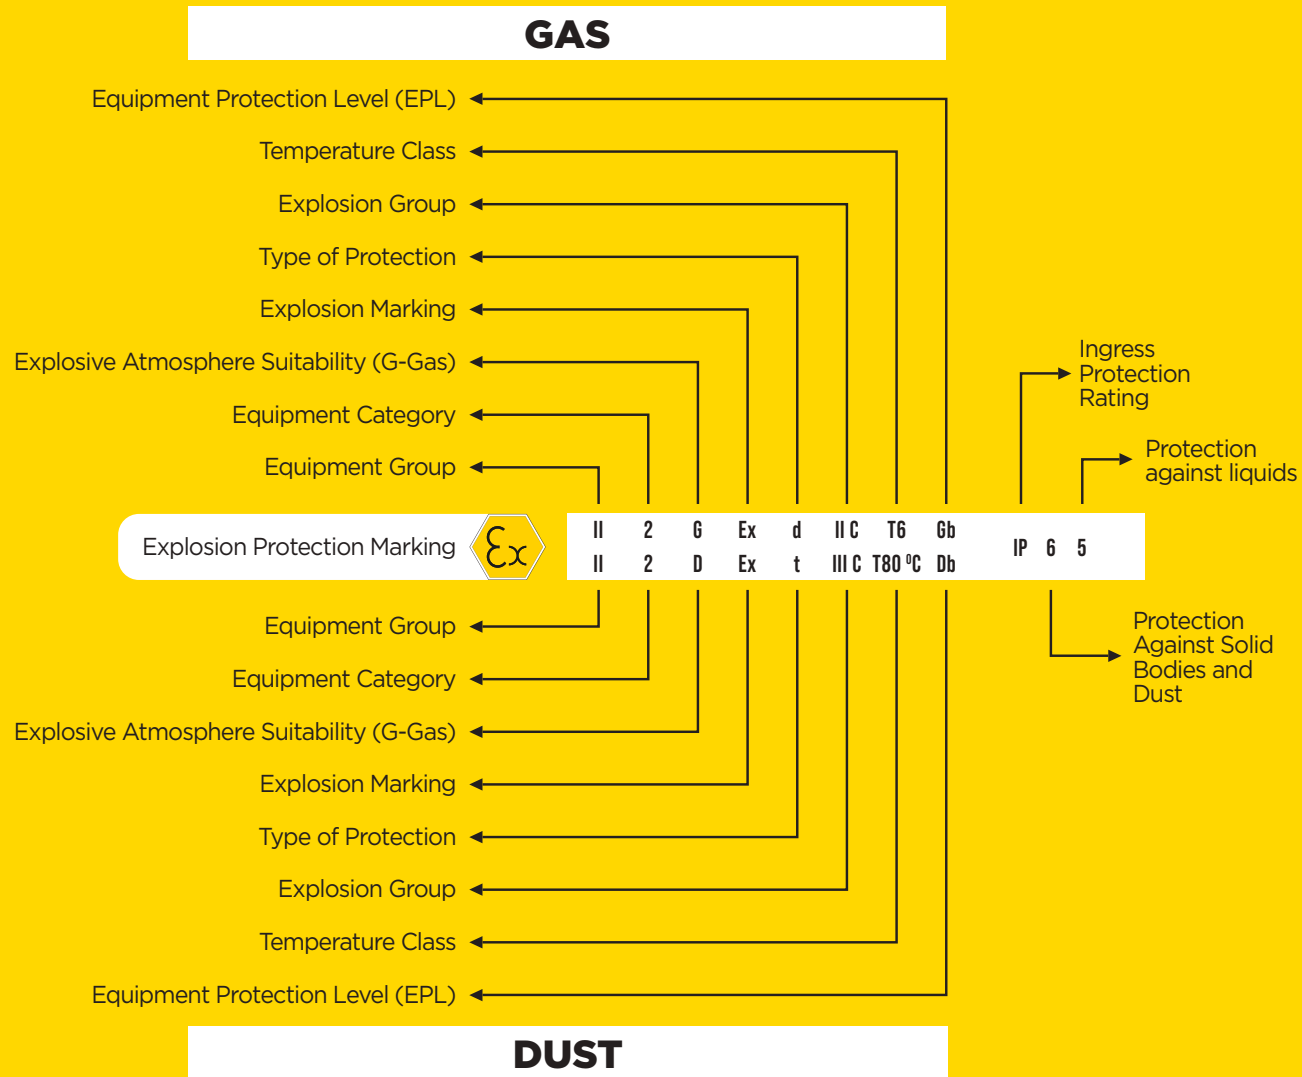 GAS
Equipment Protection Level (EPL)
Temperature Class
Explosion Group
Type of Protection
Explosion Marking
Explosive Atmosphere Suitability (G-Gas)
Equipment Category
Equipment Group
Ingress
Protection
Rating
Protection
against liquids
Explosion Protection Marking
Ex
II 2 G Ex d II C T6 Gb
II 2 D Ex t III C T80 ⁰C Db
IP 6 5
Equipment Group
Equipment Category
Explosive Atmosphere Suitability (G-Gas)
Explosion Marking
Type of Protection
Explosion Group
Temperature Class
Equipment Protection Level (EPL)
Protection
Against Solid
Bodies and
Dust
DUST